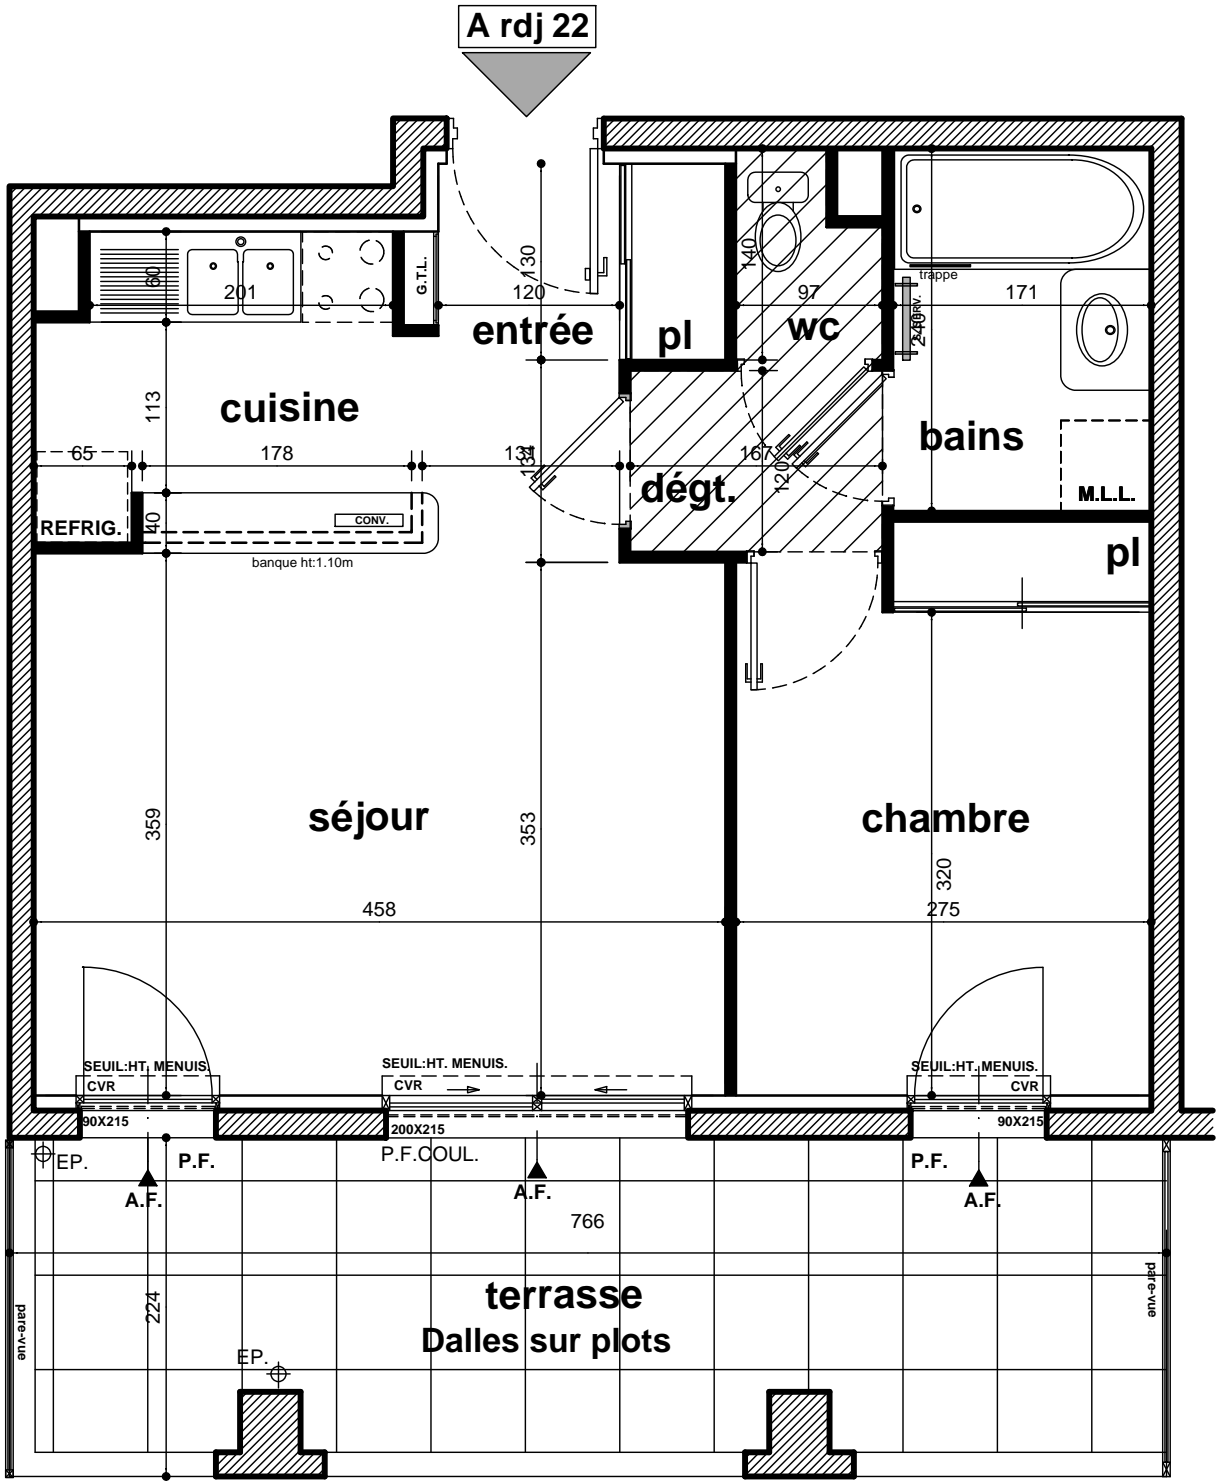 A rdj 22
60
201
G.T.L.
130
120
entrée
pl
140
97
wc
trappe
171
240
cuisine
113
65
178
131
134
167
120
dégt.
bains
M.L.L.
REFRIG.
40
CONV.
banque ht:1.10m
pl
séjour
chambre
359
353
320
458
275
SEUIL:HT. MENUIS.
CVR
SEUIL:HT. MENUIS.
CVR
SEUIL:HT. MENUIS.
CVR
90X215
200X215
90X215
EP.
P.F.
P.F.COUL.
P.F.
A.F.
A.F.
A.F.
766
224
terrasse
Dalles sur plots
pare-vue
pare-vue
EP.